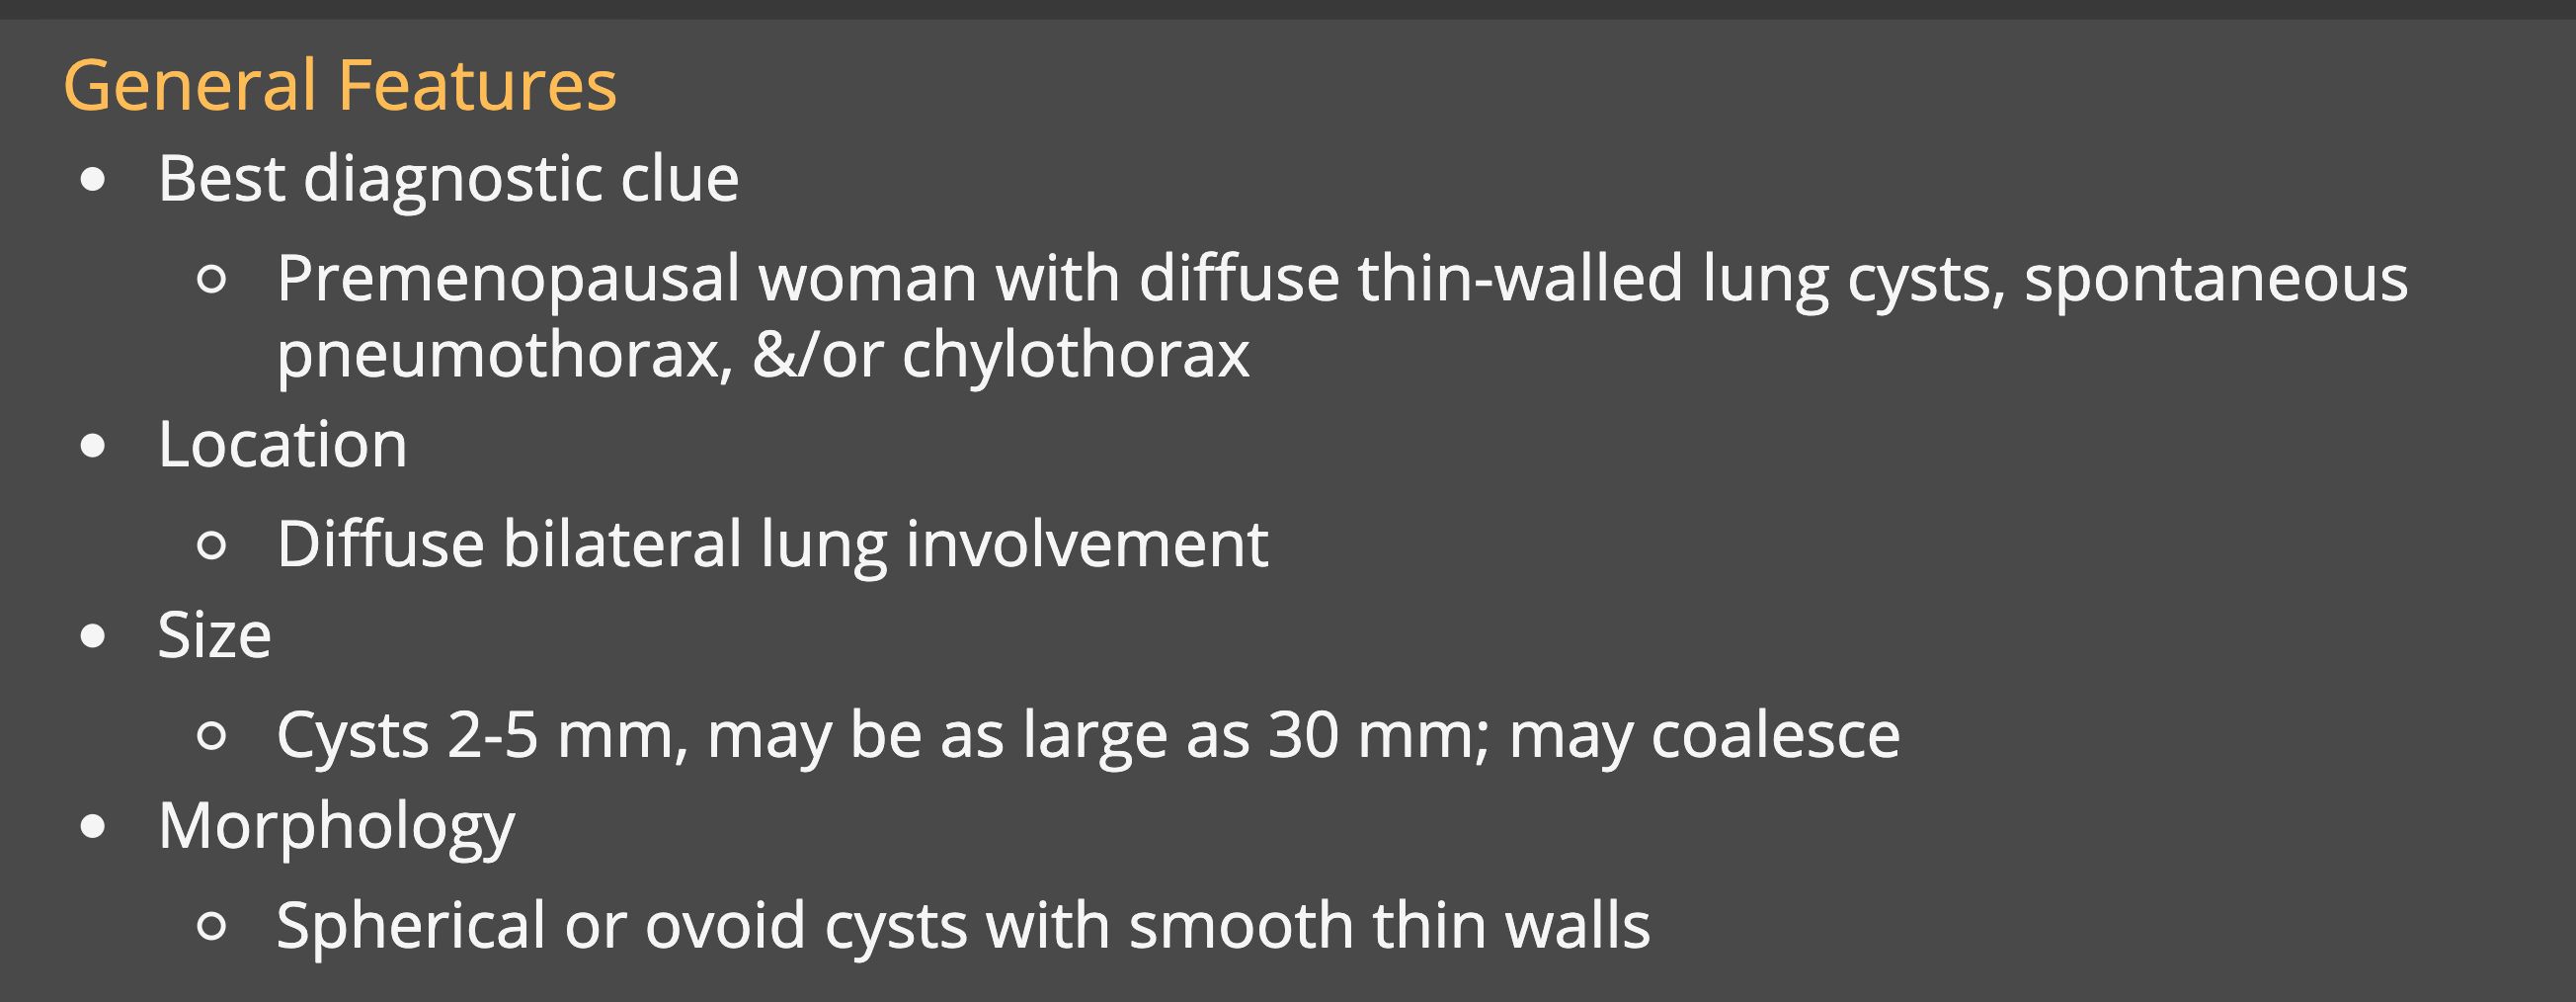 General Features
● Best diagnostic clue
○ Premenopausal woman with diffuse thin-walled lung cysts, spontaneous
pneumothorax, &/or chylothorax
● Location
○ Diffuse bilateral lung involvement
● Size
○ Cysts 2-5 mm, may be as large as 30 mm; may coalesce
● Morphology
○ Spherical or ovoid cysts with smooth thin walls